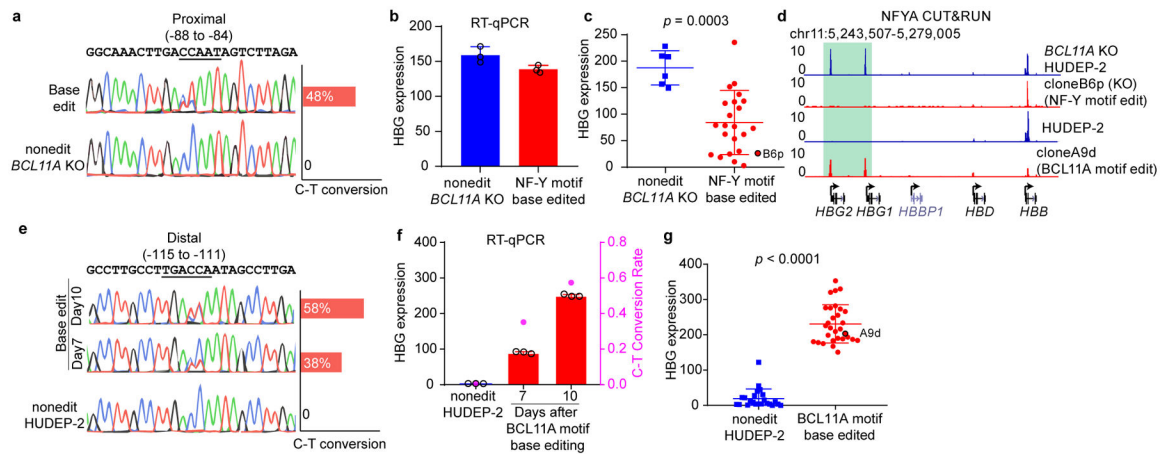 a
Proximal
(-88 to -84)
GGCAAACTTGACCAATAGTCTTAGA
Base
edit
48%
nonedit
BCL11A KO
0
C-T conversion
b
RT-qPCR
HBG expression
200
150
100
50
0
nonedit
BCL11A KO
NF-Y motif
base edited
c
p = 0.0003
HBG expression
250
200
150
100
50
0
B6p
nonedit
BCL11A KO
NF-Y motif
base edited
d
NFYA CUT&RUN
chr11:5,243,507-5,279,005
10
0
BCL11A KO
HUDEP-2
10
0
cloneB6p (KO)
(NF-Y motif edit)
10
0
HUDEP-2
10
0
cloneA9d
(BCL11A motif edit)
HBG2
HBG1
HBBP1
HBD
HBB
e
Distal
(-115 to -111)
GCCTTGCCTTGACCAATAGCCTTGA
Base edit
Day10
58%
Day7
38%
nonedit
HUDEP-2
0
C-T conversion
f
RT-qPCR
HBG expression
400
300
200
100
0
C-T Conversion Rate
0.8
0.6
0.4
0.2
0.0
nonedit
HUDEP-2
7
10
Days after
BCL11A motif
base editing
g
p < 0.0001
HBG expression
400
300
200
100
0
A9d
nonedit
HUDEP-2
BCL11A motif
base edited